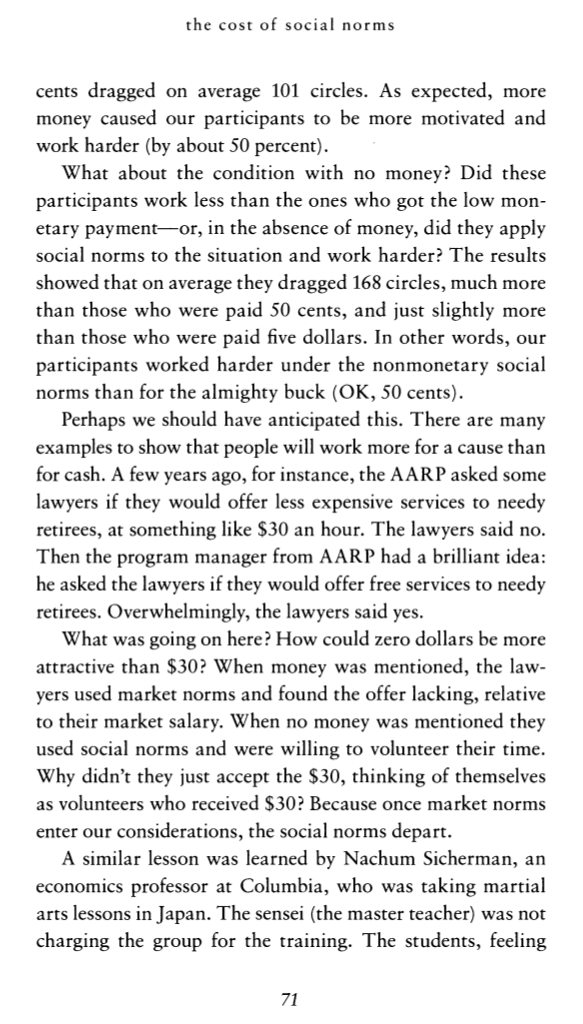 the cost of social norms
cents dragged on average 101 circles. As expected, more
money caused our participants to be more motivated and
work harder (by about 50 percent).
What about the condition with no money? Did these
participants work less than the ones who got the low mon-
etary payment—or, in the absence of money, did they apply
social norms to the situation and work harder? The results
showed that on average they dragged 168 circles, much more
than those who were paid 50 cents, and just slightly more
than those who were paid five dollars. In other words, our
participants worked harder under the nonmonetary social
norms than for the almighty buck (OK, 50 cents).
Perhaps we should have anticipated this. There are many
examples to show that people will work more for a cause than
for cash. A few years ago, for instance, the AARP asked some
lawyers if they would offer less expensive services to needy
retirees, at something like $30 an hour. The lawyers said no.
Then the program manager from AARP had a brilliant idea:
he asked the lawyers if they would offer free services to needy
retirees. Overwhelmingly, the lawyers said yes.
What was going on here? How could zero dollars be more
attractive than $30? When money was mentioned, the law-
yers used market norms and found the offer lacking, relative
to their market salary. When no money was mentioned they
used social norms and were willing to volunteer their time.
Why didn't they just accept the $30, thinking of themselves
as volunteers who received $30? Because once market norms
enter our considerations, the social norms depart.
A similar lesson was learned by Nachum Sicherman, an
economics professor at Columbia, who was taking martial
arts lessons in Japan. The sensei (the master teacher) was not
charging the group for the training. The students, feeling
71